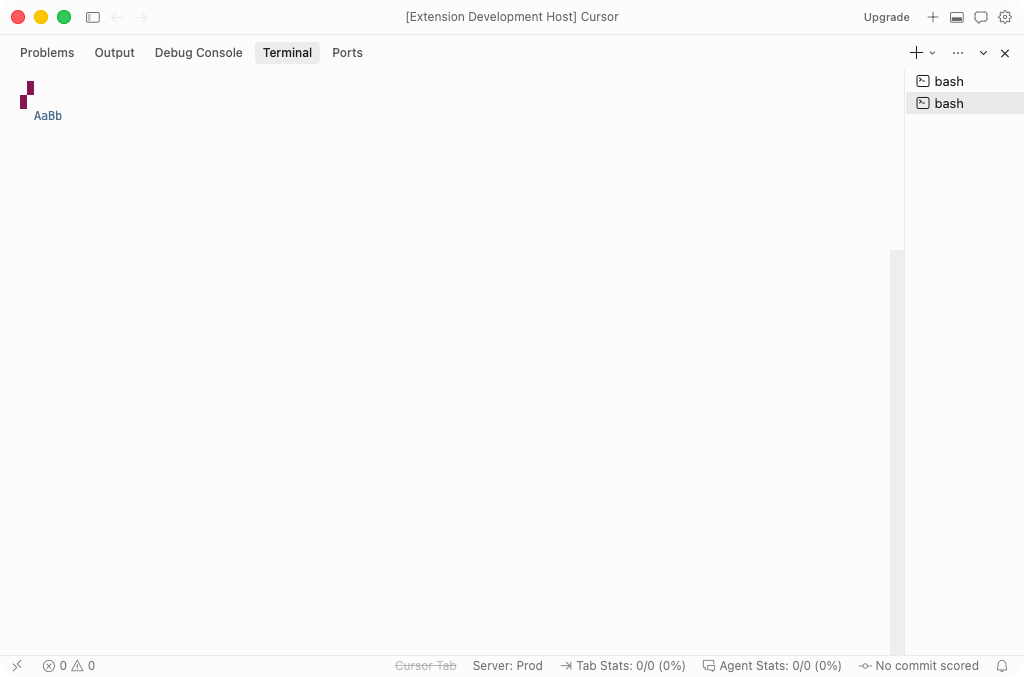 [Extension Development Host] Cursor
Upgrade
Problems Output Debug Console Terminal Ports
bash
bash
AaBb
0 0 Cursor Tab Server: Prod Tab Stats: 0/0 (0%) Agent Stats: 0/0 (0%) No commit scored